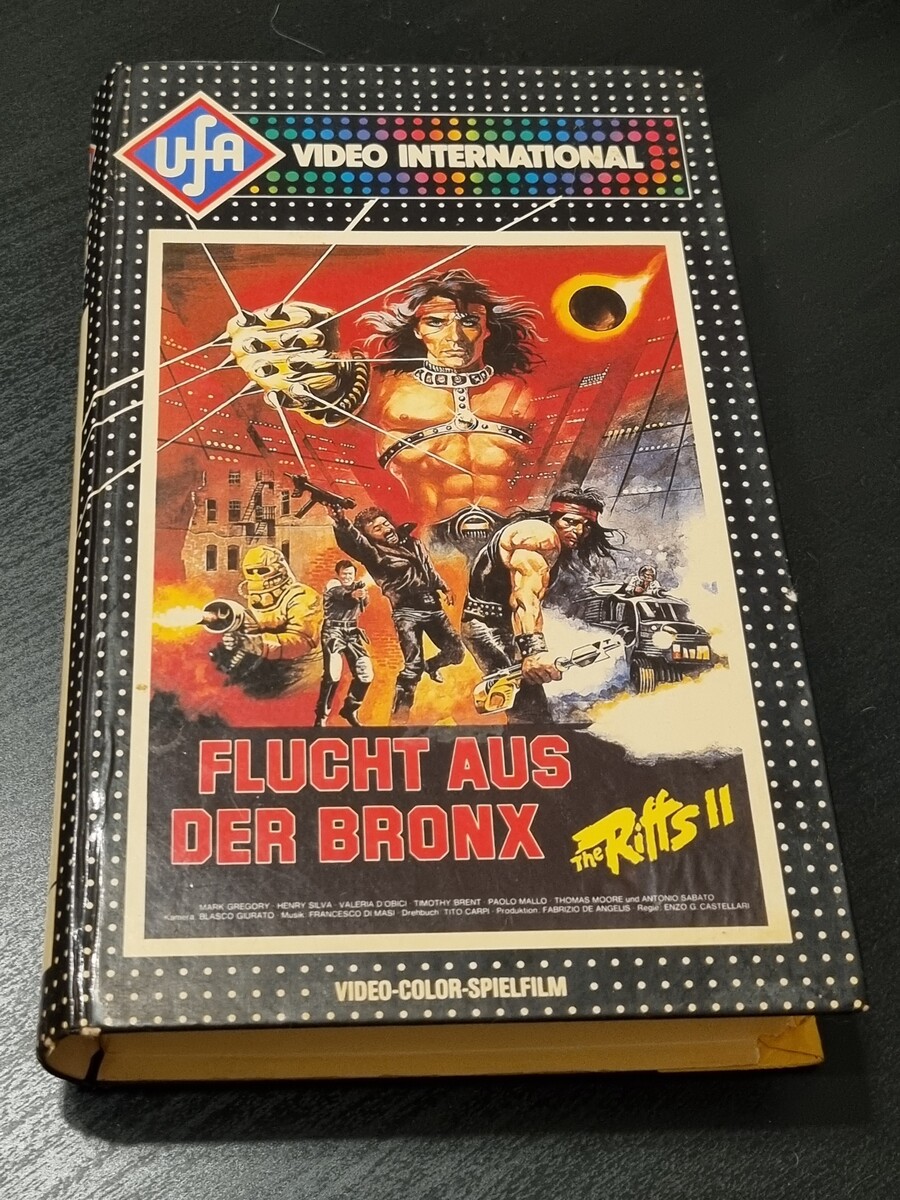 UFA
VIDEO INTERNATIONAL
FLUCHT AUS
DER BRONX
The Riffs II
MARK GREGORY · HENRY SILVA · VALERIA D'OBICI · TIMOTHY BRENT · PAOLO MALLO · THOMAS MOORE und ANTONIO SABATO
Kamera: BLASCO GIURATO · Musik: FRANCESCO DI MASI · Drehbuch: TITO CARPI · Produktion: FABRIZIO DE ANGELIS · Regie: ENZO G. CASTELLARI
VIDEO-COLOR-SPIELFILM